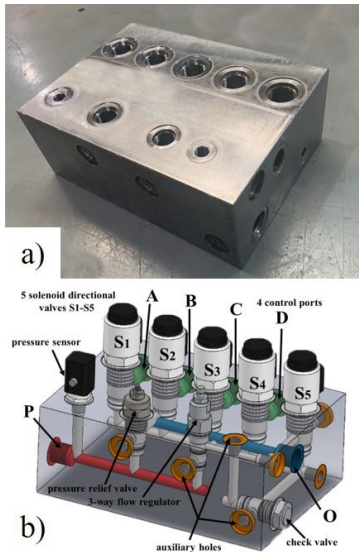 a)
5 solenoid directional
valves S1-S5
A
B
C
4 control ports
D
pressure sensor
S1
S2
S3
S4
S5
P
pressure relief valve
3-way flow regulator
O
b)
auxiliary holes
check valve